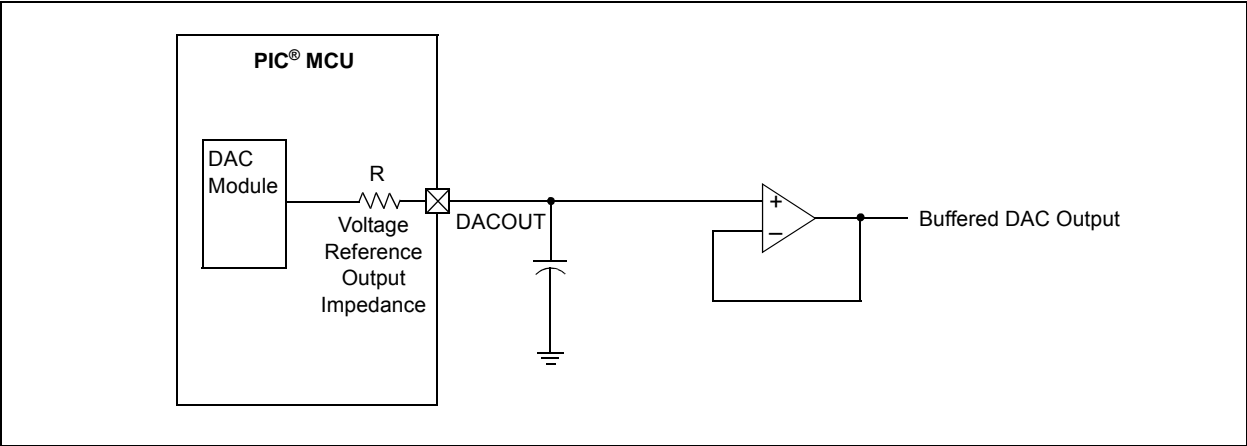 PIC® MCU
DAC
Module
R
Voltage
Reference
Output
Impedance
DACOUT
+
–
Buffered DAC Output